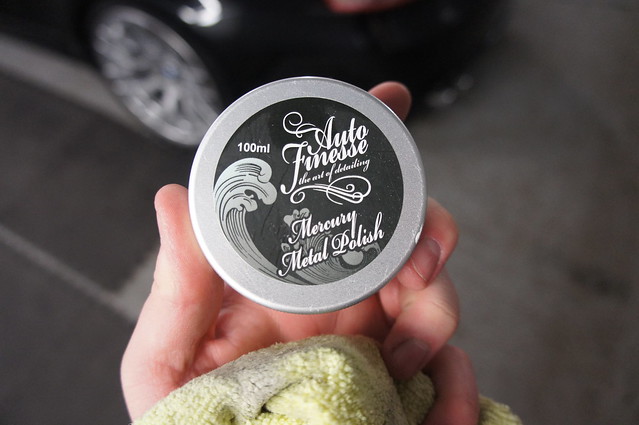 100ml
Auto
Finesse
the art of detailing
Mercury
Metal Polish